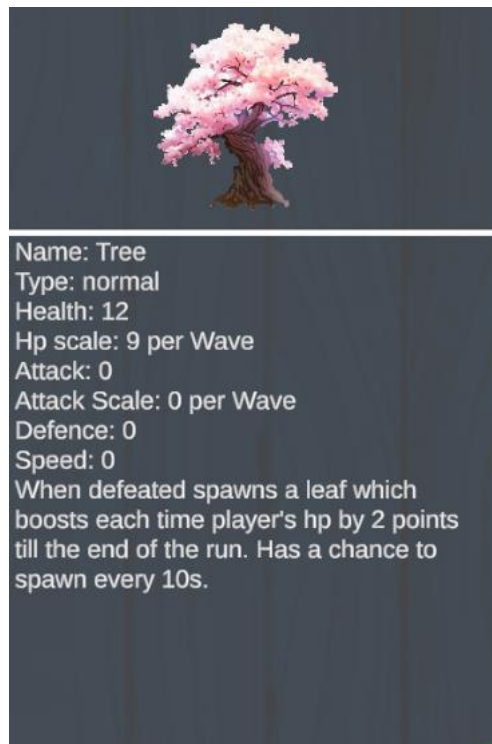 Name: Tree
Type: normal
Health: 12
Hp scale: 9 per Wave
Attack: 0
Attack Scale: 0 per Wave
Defence: 0
Speed: 0
When defeated spawns a leaf which
boosts each time player's hp by 2 points
till the end of the run. Has a chance to
spawn every 10s.